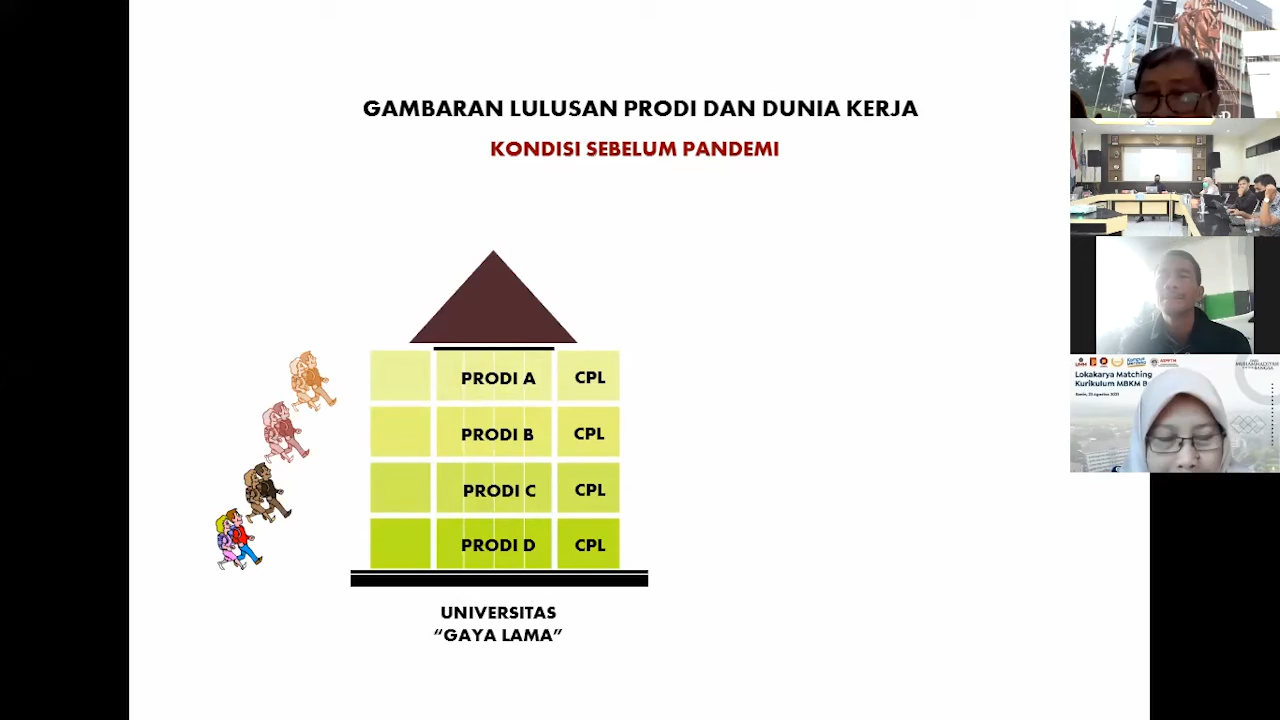 GAMBARAN LULUSAN PRODI DAN DUNIA KERJA
KONDISI SEBELUM PANDEMI
PRODI A CPL
PRODI B CPL
PRODI C CPL
PRODI D CPL
UNIVERSITAS
“GAYA LAMA”
Lokakarya Matching
Kurikulum MBKM B